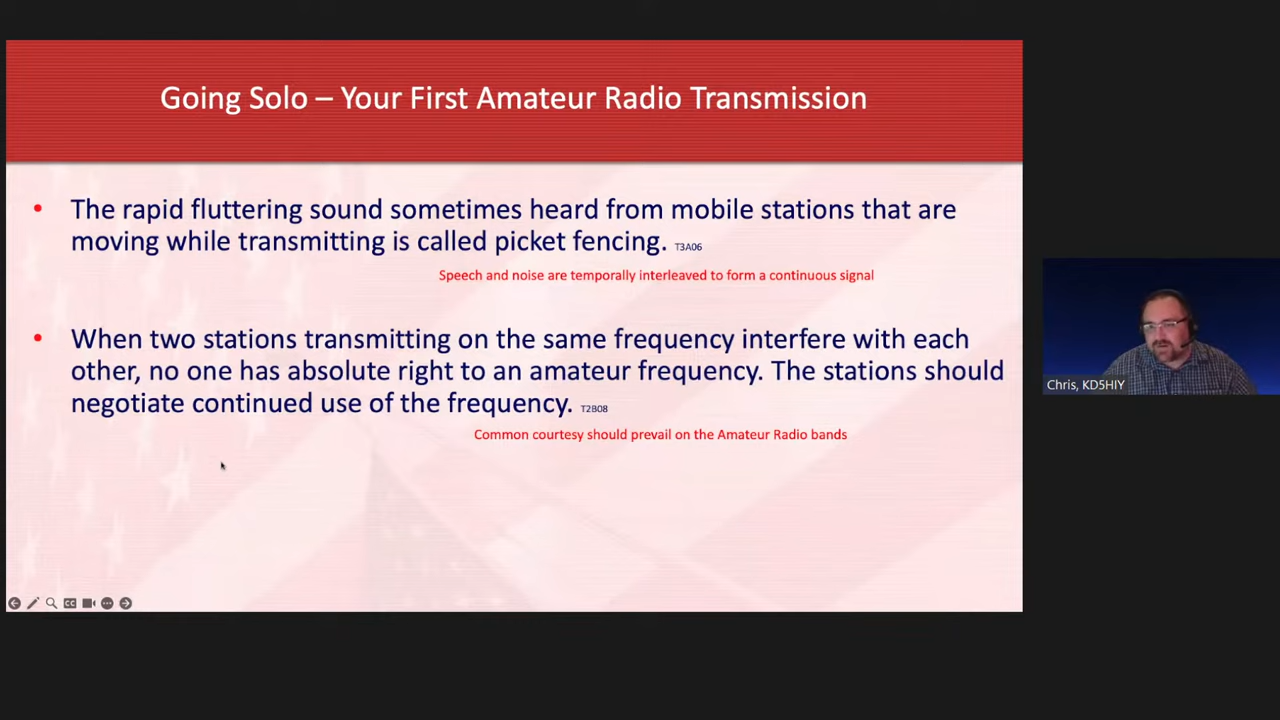 Going Solo – Your First Amateur Radio Transmission
• The rapid fluttering sound sometimes heard from mobile stations that are
moving while transmitting is called picket fencing. T3A06
Speech and noise are temporally interleaved to form a continuous signal
• When two stations transmitting on the same frequency interfere with each
other, no one has absolute right to an amateur frequency. The stations should
negotiate continued use of the frequency. T2B08
Common courtesy should prevail on the Amateur Radio bands
CC
Chris, KD5HIY